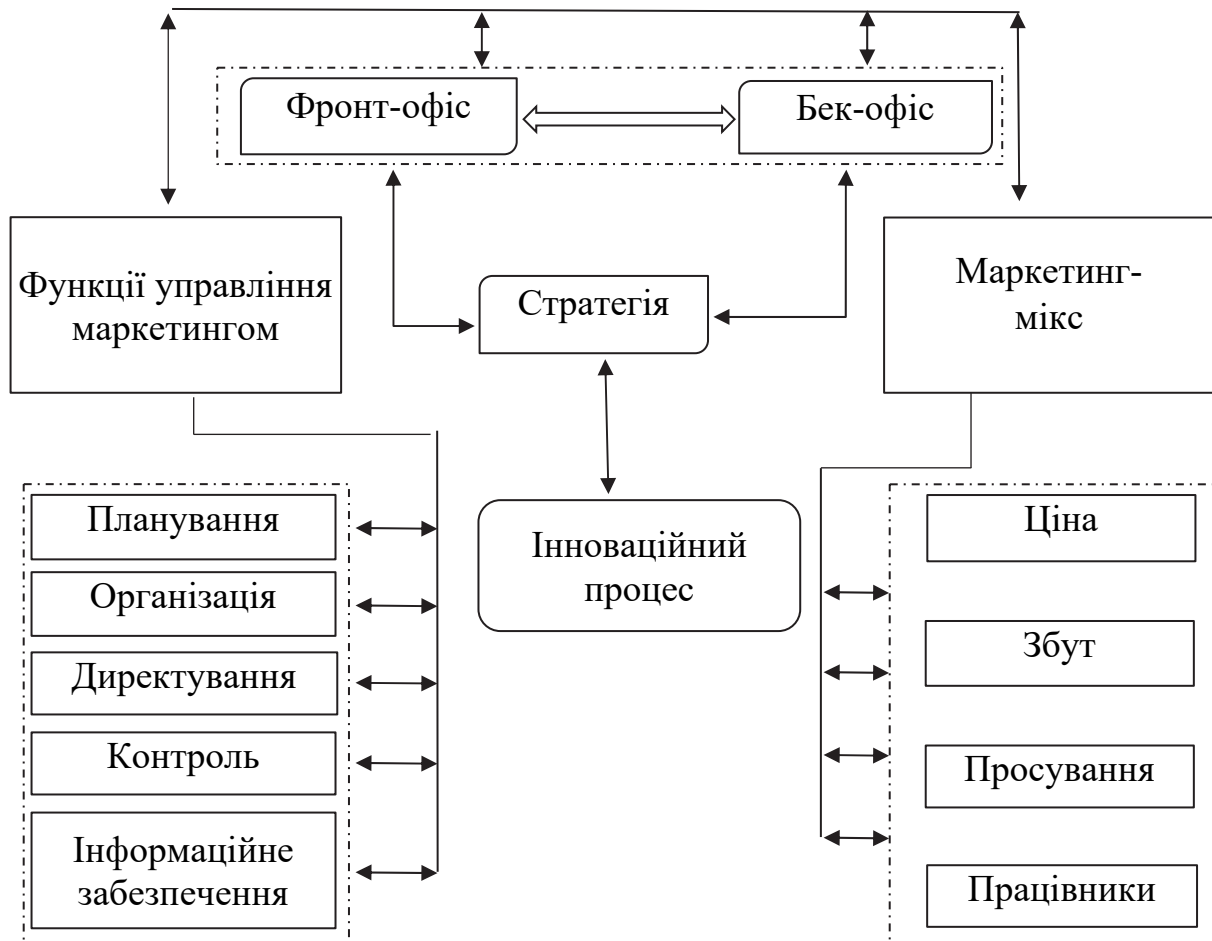 Фронт-офіс
Бек-офіс
Функції управління
маркетингом
Стратегія
Маркетинг-
мікс
Планування
Організація
Директування
Контроль
Інформаційне
забезпечення
Інноваційний
процес
Ціна
Збут
Просування
Працівники